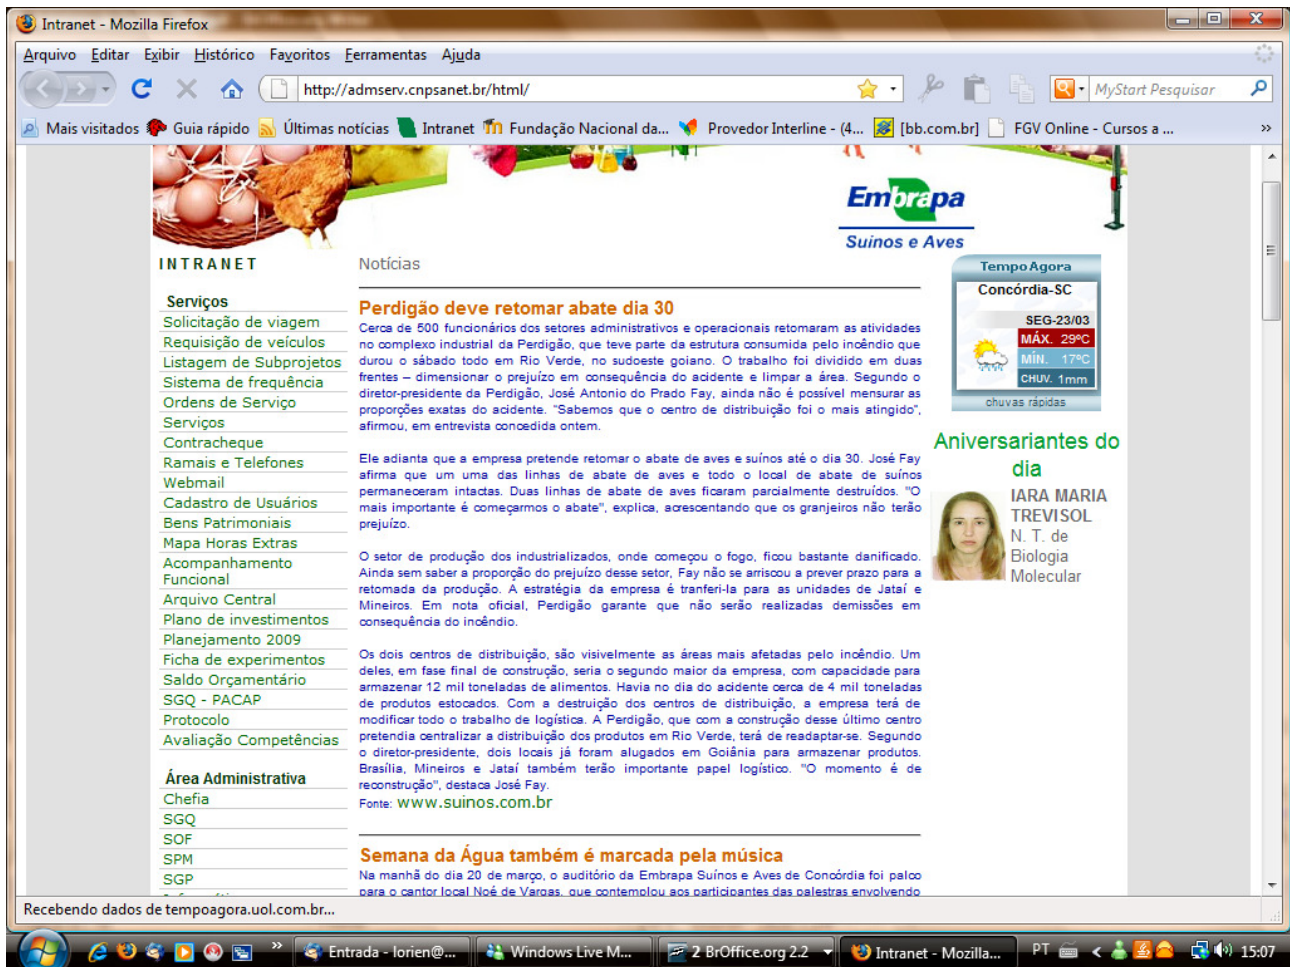 Intranet - Mozilla Firefox
Arquivo Editar Exibir Histórico Favoritos Ferramentas Ajuda
http://admserv.cnpsanet.br/html/
MyStart Pesquisar
Mais visitados Guia rápido Últimas notícias Intranet Fundação Nacional da... Provedor Interline - (4... [bb.com.br] FGV Online - Cursos a ... »
Embrapa
Suínos e Aves
INTRANET
Serviços
Solicitação de viagem
Requisição de veículos
Listagem de Subprojetos
Sistema de frequência
Ordens de Serviço
Serviços
Contracheque
Ramais e Telefones
Webmail
Cadastro de Usuários
Bens Patrimoniais
Mapa Horas Extras
Acompanhamento
Funcional
Arquivo Central
Plano de investimentos
Planejamento 2009
Ficha de experimentos
Saldo Orçamentário
SGQ - PACAP
Protocolo
Avaliação Competências
Área Administrativa
Chefia
SGQ
SOF
SPM
SGP
Notícias
Perdigão deve retomar abate dia 30
Cerca de 500 funcionários dos setores administrativos e operacionais retomaram as atividades
no complexo industrial da Perdigão, que teve parte da estrutura consumida pelo incêndio que
durou o sábado todo em Rio Verde, no sudoeste goiano. O trabalho foi dividido em duas
frentes – dimensionar o prejuízo em consequência do acidente e limpar a área. Segundo o
diretor-presidente da Perdigão, José Antonio do Prado Fay, ainda não é possível mensurar as
proporções exatas do acidente. "Sabemos que o centro de distribuição foi o mais atingido",
afirmou, em entrevista concedida ontem.
Ele adianta que a empresa pretende retomar o abate de aves e suínos até o dia 30. José Fay
afirma que um uma das linhas de abate de aves e todo o local de abate de suínos
permaneceram intactas. Duas linhas de abate de aves ficaram parcialmente destruídos. "O
mais importante é começarmos o abate", explica, acrescentando que os granjeiros não terão
prejuízo.
O setor de produção dos industrializados, onde começou o fogo, ficou bastante danificado.
Ainda sem saber a proporção do prejuízo desse setor, Fay não se arriscou a prever prazo para a
retomada da produção. A estratégia da empresa é tranferi-la para as unidades de Jataí e
Mineiros. Em nota oficial, Perdigão garante que não serão realizadas demissões em
consequência do incêndio.
Os dois centros de distribuição, são visivelmente as áreas mais afetadas pelo incêndio. Um
deles, em fase final de construção, seria o segundo maior da empresa, com capacidade para
armazenar 12 mil toneladas de alimentos. Havia no dia do acidente cerca de 4 mil toneladas
de produtos estocados. Com a destruição dos centros de distribuição, a empresa terá de
modificar todo o trabalho de logística. A Perdigão, que com a construção desse último centro
pretendia centralizar a distribuição dos produtos em Rio Verde, terá de readaptar-se. Segundo
o diretor-presidente, dois locais já foram alugados em Goiânia para armazenar produtos.
Brasília, Mineiros e Jataí também terão importante papel logístico. "O momento é de
reconstrução", destaca José Fay.
Fonte: www.suinos.com.br
Semana da Água também é marcada pela música
Na manhã do dia 20 de março, o auditório da Embrapa Suínos e Aves de Concórdia foi palco
para o cantor local Noé de Vargas, que contemplou aos participantes das palestras envolvendo
Tempo Agora
Concórdia-SC
SEG-23/03
MÁX. 29ºC
MÍN. 17ºC
CHUV. 1mm
chuvas rápidas
Aniversariantes do
dia
IARA MARIA
TREVISOL
N. T. de
Biologia
Molecular
Recebendo dados de tempoagora.uol.com.br...
» Entrada - lorien@... Windows Live M... 2 BrOffice.org 2.2 Intranet - Mozilla... PT 15:07